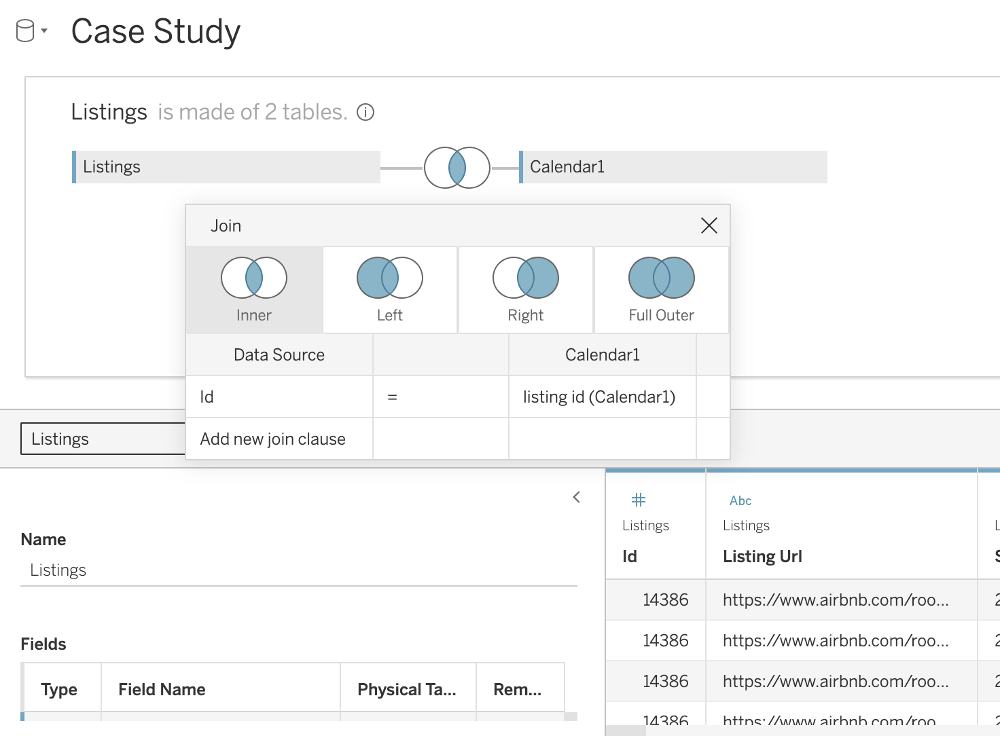 Case Study
Listings is made of 2 tables.
Listings
Calendar1
Join
Inner
Left
Right
Full Outer
Data Source
Calendar1
Id
=
listing id (Calendar1)
Add new join clause
Listings
Name
Listings
Fields
Type
Field Name
Physical Ta...
Rem...
#
Abc
Listings
Listings
Id
Listing Url
14386
https://www.airbnb.com/roo...
14386
https://www.airbnb.com/roo...
14386
https://www.airbnb.com/roo...
14386
https://www.airbnb.com/roo